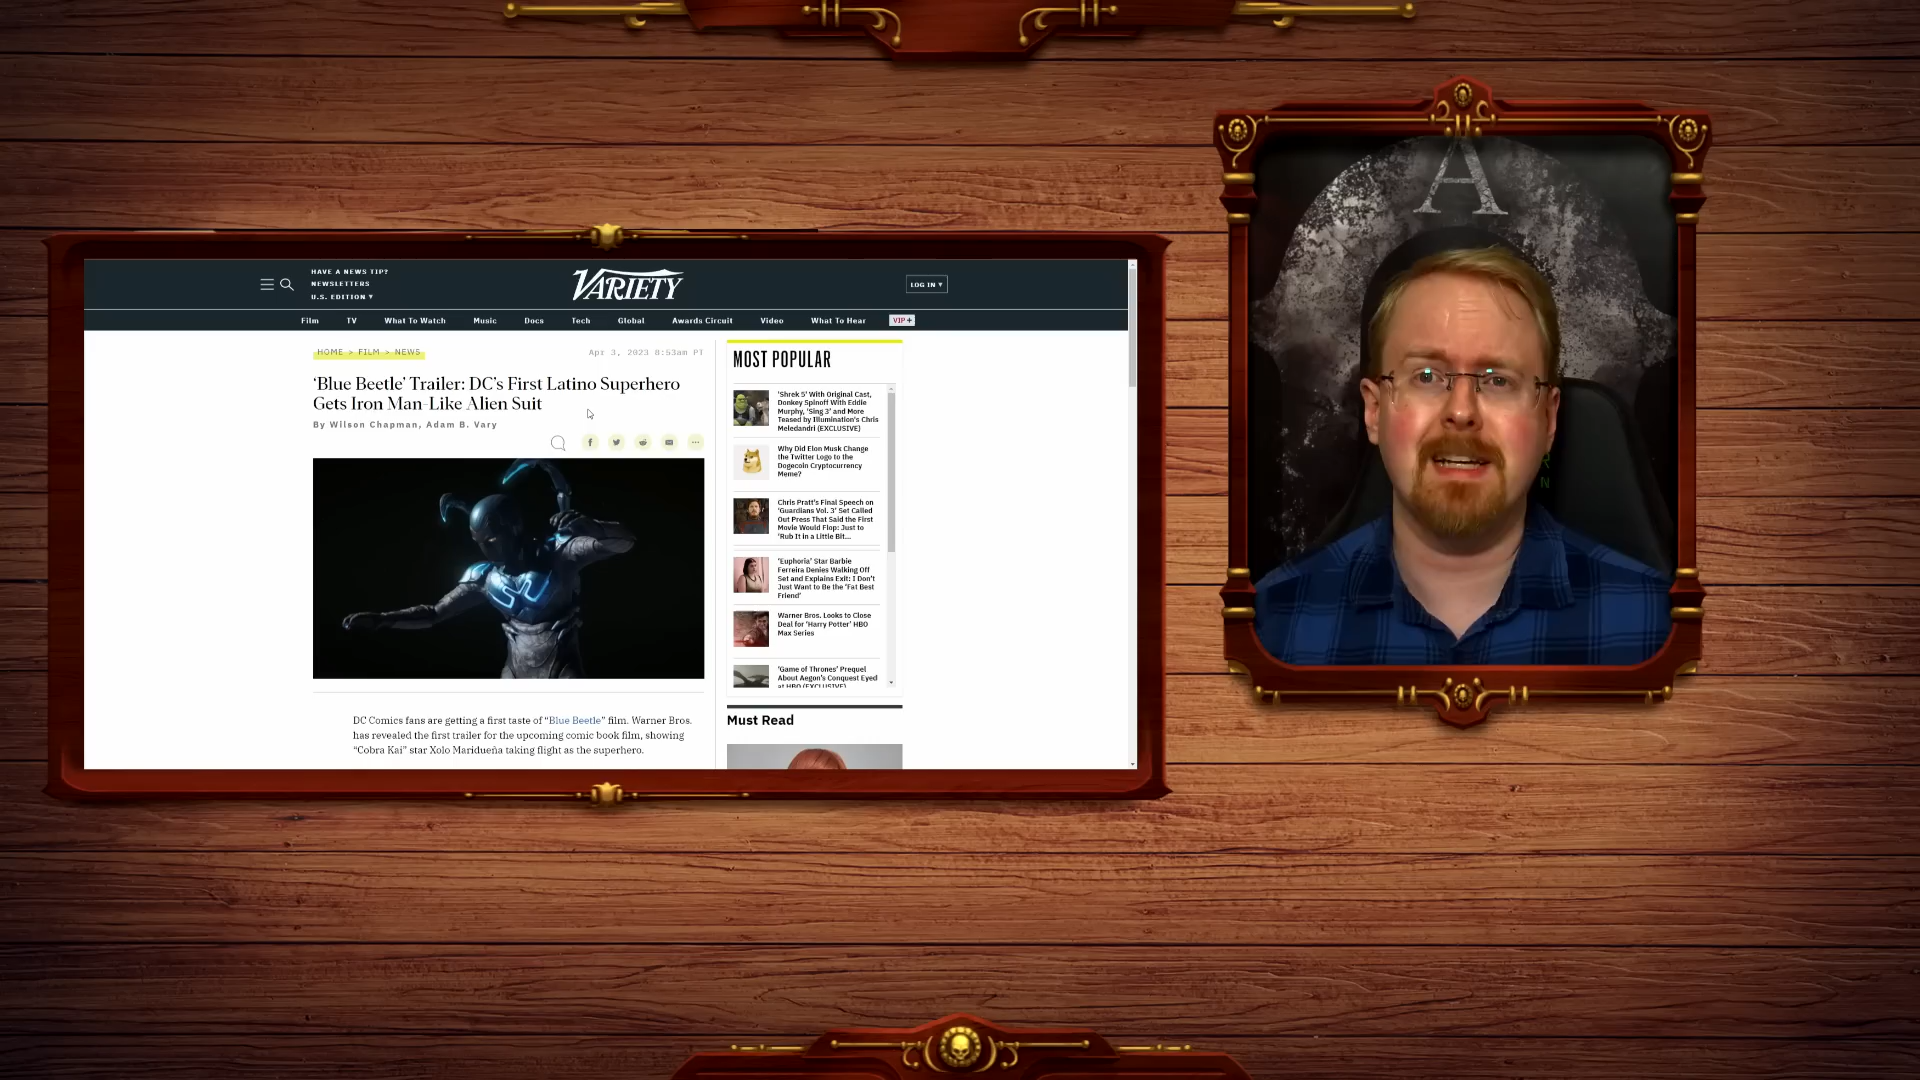 HAVE A NEWS TIP?
NEWSLETTERS
U.S. EDITION ▾
VARIETY
LOG IN ▾
Film TV What To Watch Music Docs Tech Global Awards Circuit Video What To Hear VIP+
HOME > FILM > NEWS
Apr 3, 2023 8:53am PT
‘Blue Beetle’ Trailer: DC’s First Latino Superhero
Gets Iron Man-Like Alien Suit
By Wilson Chapman, Adam B. Vary
DC Comics fans are getting a first taste of “Blue Beetle” film. Warner Bros.
has revealed the first trailer for the upcoming comic book film, showing
“Cobra Kai” star Xolo Maridueña taking flight as the superhero.
MOST POPULAR
‘Shrek 5’ With Original Cast,
Donkey Spinoff With Eddie
Murphy, ‘Sing 3’ and More
Teased by Illumination’s Chris
Meledandri (EXCLUSIVE)
Why Did Elon Musk Change
the Twitter Logo to the
Dogecoin Cryptocurrency
Meme?
Chris Pratt’s Final Speech on
‘Guardians Vol. 3’ Set Called
Out Press That Said the First
Movie Would Flop: Just to
‘Rub It in a Little Bit...
‘Euphoria’ Star Barbie
Ferreira Denies Walking Off
Set and Explains Exit: I Don’t
Just Want to Be the ‘Fat Best
Friend’
Warner Bros. Looks to Close
Deal for ‘Harry Potter’ HBO
Max Series
‘Game of Thrones’ Prequel
About Aegon’s Conquest Eyed
at HBO (EXCLUSIVE)
Must Read
A
R
N